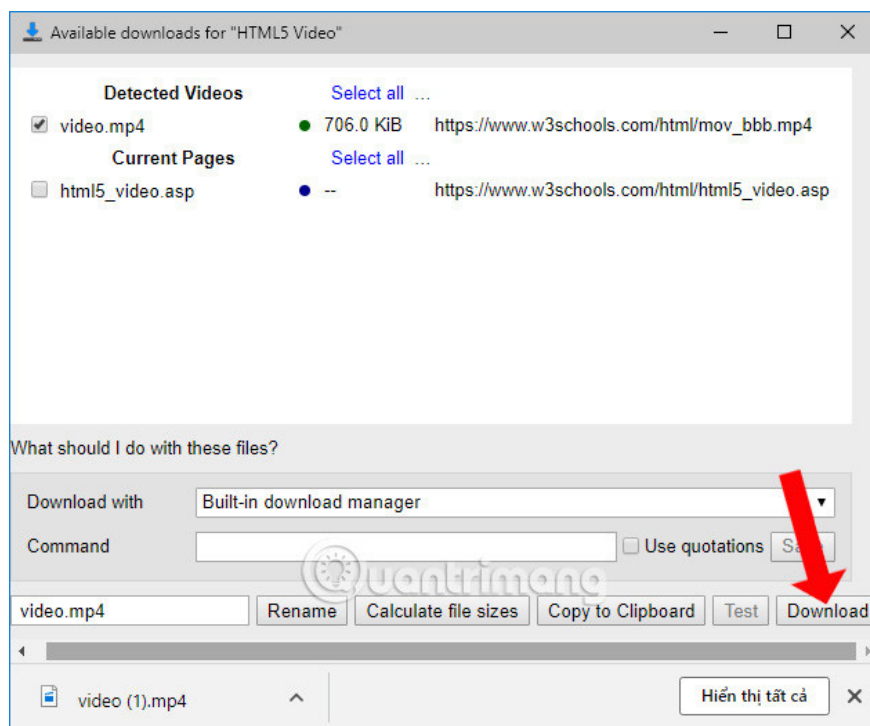 Available downloads for "HTML5 Video"
Detected Videos Select all ...
video.mp4 706.0 KiB https://www.w3schools.com/html/mov_bbb.mp4
Current Pages Select all ...
html5_video.asp -- https://www.w3schools.com/html/html5_video.asp
What should I do with these files?
Download with Built-in download manager
Command Use quotations
Quantrimang
video.mp4 Rename Calculate file sizes Copy to Clipboard Test Download
video (1).mp4 Hiển thị tất cả